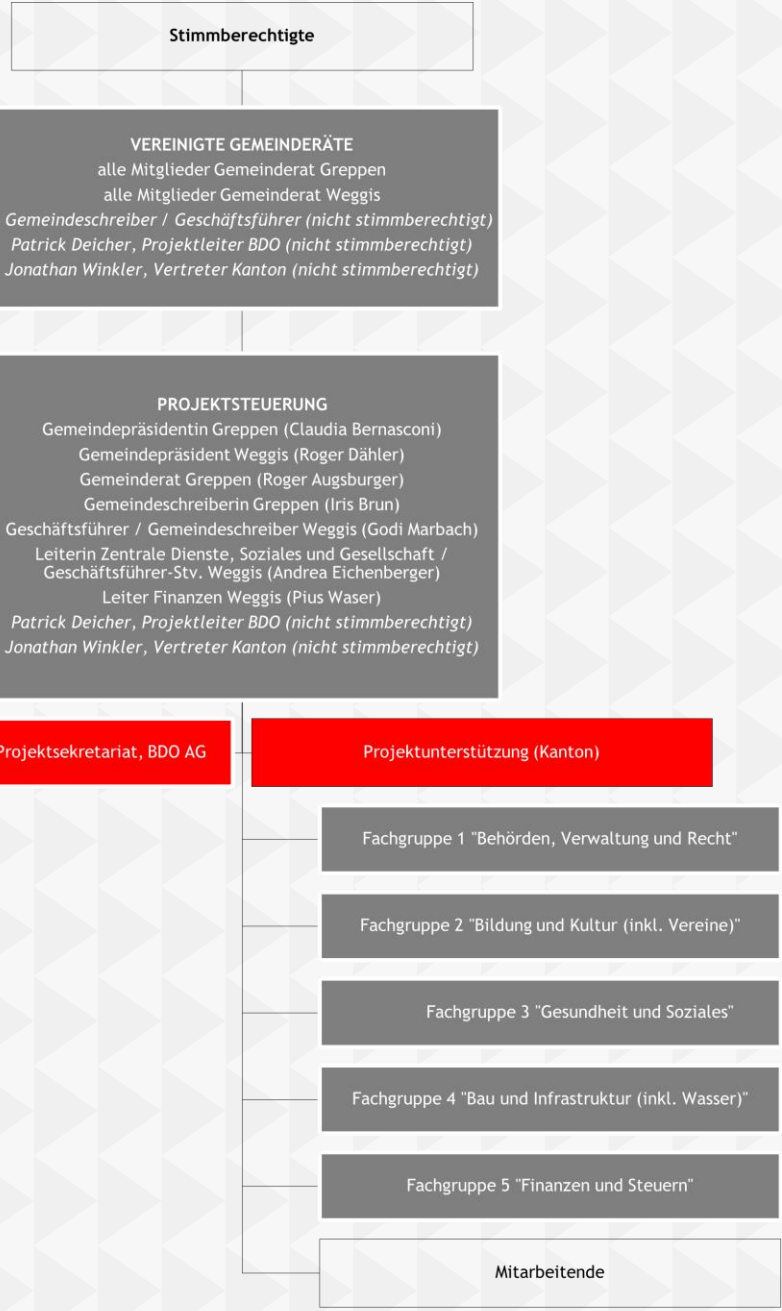 Stimmberechtigte
VEREINIGTE GEMEINDERÄTE
alle Mitglieder Gemeinderat Greppen
alle Mitglieder Gemeinderat Weggis
Gemeindeschreiber / Geschäftsführer (nicht stimmberechtigt)
Patrick Deicher, Projektleiter BDO (nicht stimmberechtigt)
Jonathan Winkler, Vertreter Kanton (nicht stimmberechtigt)
PROJEKTSTEUERUNG
Gemeindepräsidentin Greppen (Claudia Bernasconi)
Gemeindepräsident Weggis (Roger Dähler)
Gemeinderat Greppen (Roger Augsburger)
Gemeindeschreiberin Greppen (Iris Brun)
Geschäftsführer / Gemeindeschreiber Weggis (Godi Marbach)
Leiterin Zentrale Dienste, Soziales und Gesellschaft /
Geschäftsführer-Stv. Weggis (Andrea Eichenberger)
Leiter Finanzen Weggis (Pius Waser)
Patrick Deicher, Projektleiter BDO (nicht stimmberechtigt)
Jonathan Winkler, Vertreter Kanton (nicht stimmberechtigt)
Projektsekretariat, BDO AG
Projektunterstützung (Kanton)
Fachgruppe 1 "Behörden, Verwaltung und Recht"
Fachgruppe 2 "Bildung und Kultur (inkl. Vereine)"
Fachgruppe 3 "Gesundheit und Soziales"
Fachgruppe 4 "Bau und Infrastruktur (inkl. Wasser)"
Fachgruppe 5 "Finanzen und Steuern"
Mitarbeitende